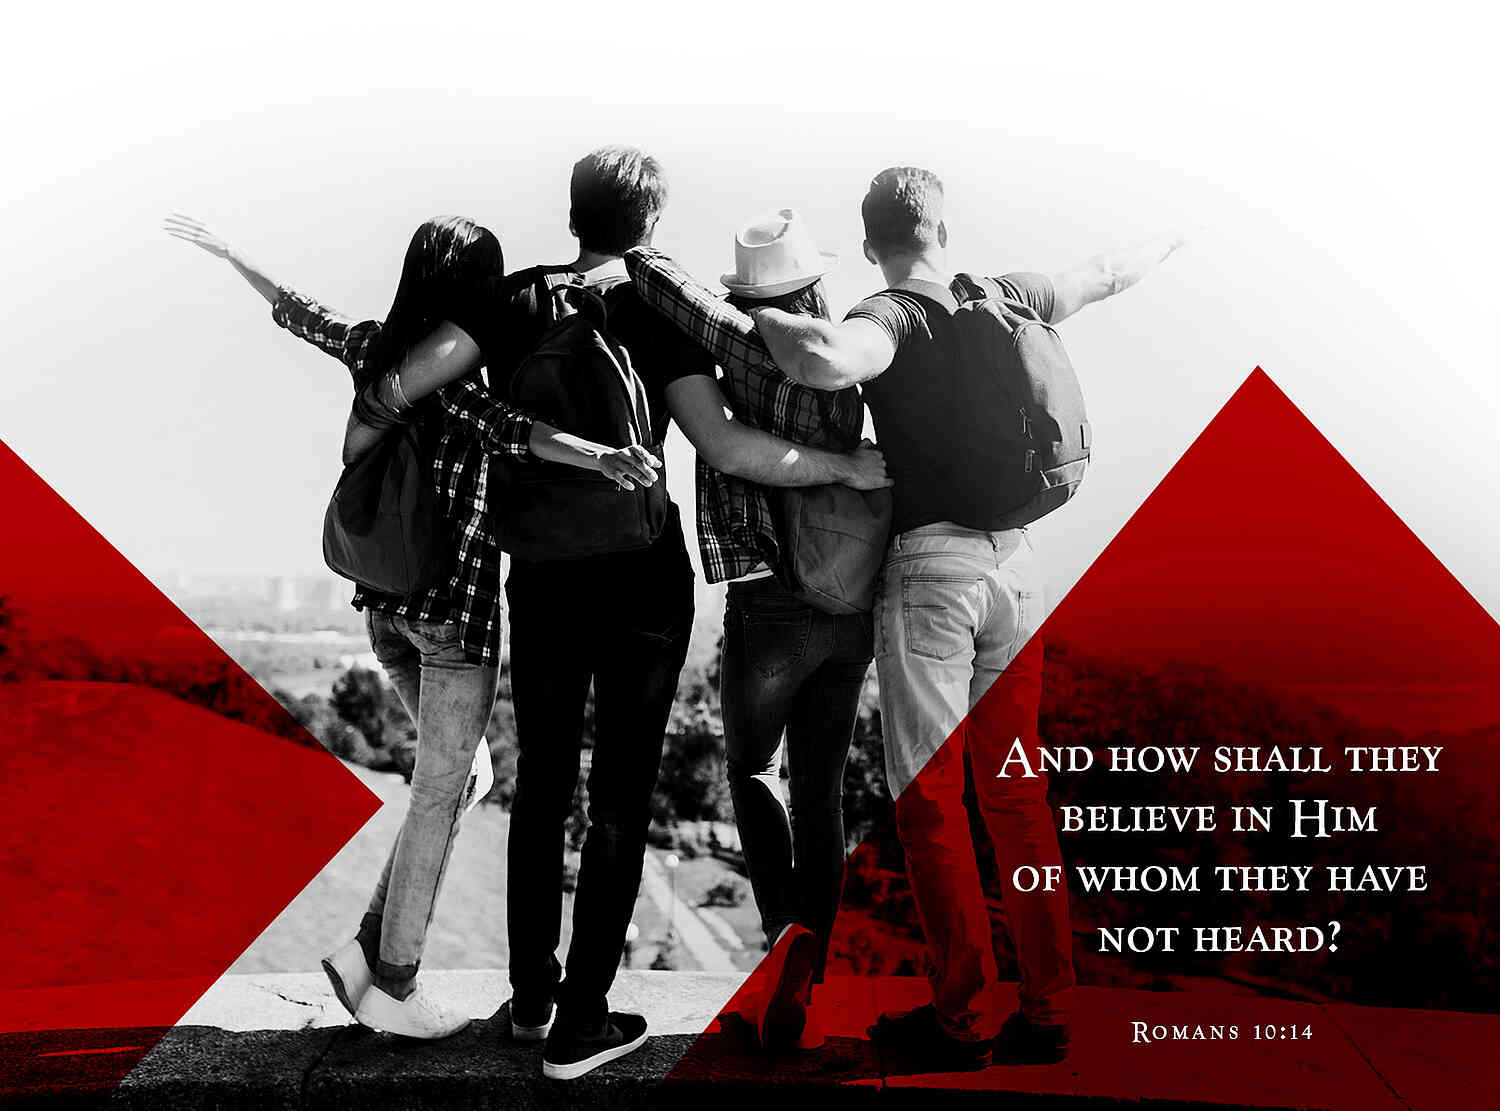 And how shall they
believe in Him
of whom they have
not heard?
Romans 10:14